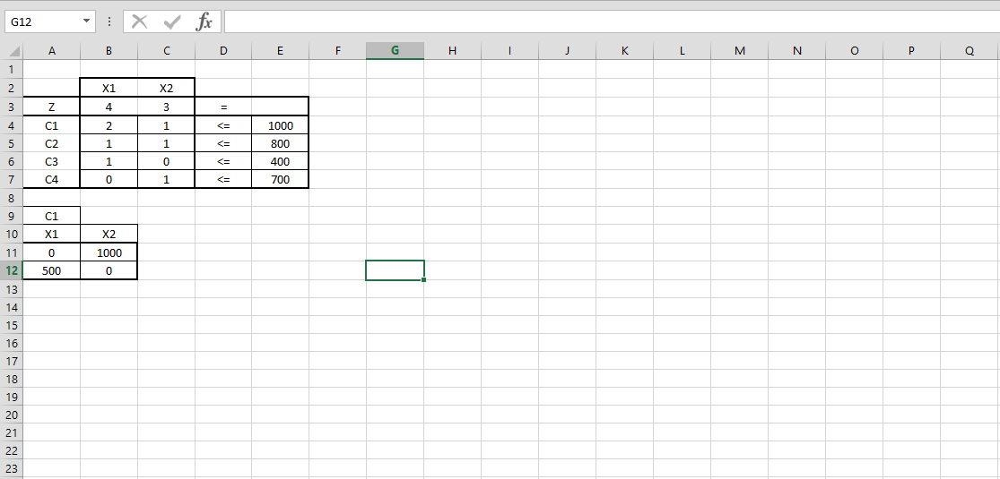 G12 fx
A B C D E F G H I J K L M N O P Q
1
2 X1 X2
3 Z 4 3 =
4 C1 2 1 <= 1000
5 C2 1 1 <= 800
6 C3 1 0 <= 400
7 C4 0 1 <= 700
8
9 C1
10 X1 X2
11 0 1000
12 500 0
13
14
15
16
17
18
19
20
21
22
23